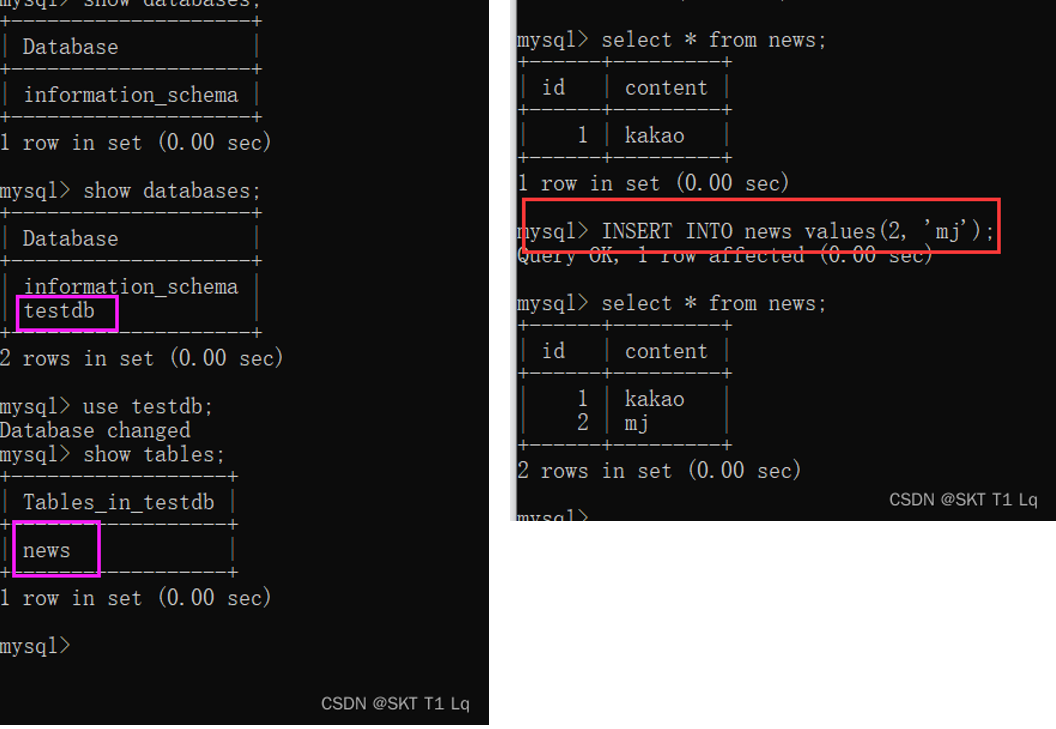 mysql> show databases;
+--------------------+
| Database           |
+--------------------+
| information_schema |
+--------------------+
1 row in set (0.00 sec)
mysql> show databases;
+--------------------+
| Database           |
+--------------------+
| information_schema |
| testdb             |
+--------------------+
2 rows in set (0.00 sec)
mysql> use testdb;
Database changed
mysql> show tables;
+------------------+
| Tables_in_testdb |
+------------------+
| news             |
+------------------+
1 row in set (0.00 sec)
mysql>
CSDN @SKT T1 Lq
mysql> select * from news;
+------+---------+
| id   | content |
+------+---------+
|    1 | kakao   |
+------+---------+
1 row in set (0.00 sec)
mysql> INSERT INTO news values(2, 'mj');
Query OK, 1 row affected (0.00 sec)
mysql> select * from news;
+------+---------+
| id   | content |
+------+---------+
|    1 | kakao   |
|    2 | mj      |
+------+---------+
2 rows in set (0.00 sec)
CSDN @SKT T1 Lq
mysql>